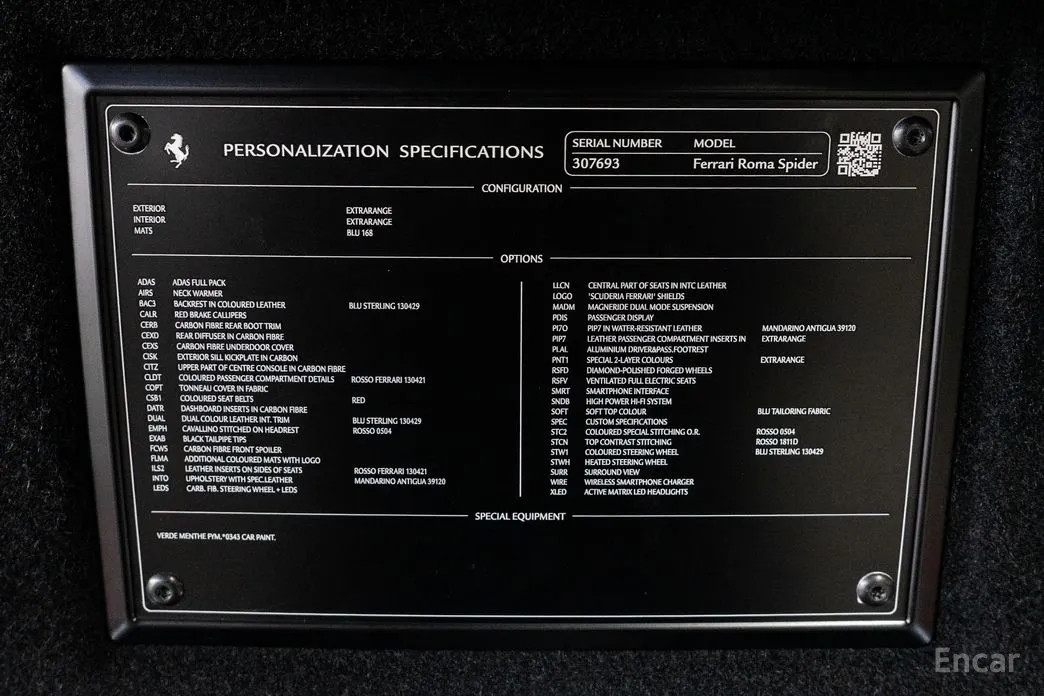 PERSONALIZATION SPECIFICATIONS
SERIAL NUMBER MODEL
307693 Ferrari Roma Spider
CONFIGURATION
EXTERIOR EXTRARANGE
INTERIOR EXTRARANGE
MATS BLU 168
OPTIONS
ADAS ADAS FULL PACK
AIRS NECK WARMER
BAC3 BACKREST IN COLOURED LEATHER BLU STERLING 130429
CALR RED BRAKE CALLIPERS
CERB CARBON FIBRE REAR BOOT TRIM
CEXD REAR DIFFUSER IN CARBON FIBRE
CEXS CARBON FIBRE UNDERDOOR COVER
CISK EXTERIOR SILL KICKPLATE IN CARBON
CITZ UPPER PART OF CENTRE CONSOLE IN CARBON FIBRE
CLDT COLOURED PASSENGER COMPARTMENT DETAILS ROSSO FERRARI 130421
COPT TONNEAU COVER IN FABRIC
CSB1 COLOURED SEAT BELTS RED
DATR DASHBOARD INSERTS IN CARBON FIBRE
DUAL DUAL COLOUR LEATHER INT. TRIM BLU STERLING 130429
EMPH CAVALLINO STITCHED ON HEADREST ROSSO 0504
EXAB BLACK TAILPIPE TIPS
FCWS CARBON FIBRE FRONT SPOILER
FLMA ADDITIONAL COLOURED MATS WITH LOGO
ILS2 LEATHER INSERTS ON SIDES OF SEATS ROSSO FERRARI 130421
INTO UPHOLSTERY WITH SPEC.LEATHER MANDARINO ANTIGUA 39120
LEDS CARB. FIB. STEERING WHEEL + LEDS
LLCN CENTRAL PART OF SEATS IN INTC LEATHER
LOGO 'SCUDERIA FERRARI' SHIELDS
MADM MAGNERIDE DUAL MODE SUSPENSION
PDIS PASSENGER DISPLAY
PI7O PIP7 IN WATER-RESISTANT LEATHER MANDARINO ANTIGUA 39120
PIP7 LEATHER PASSENGER COMPARTMENT INSERTS IN EXTRARANGE
PLAL ALUMINIUM DRIVER&PASS.FOOTREST
PNT1 SPECIAL 2-LAYER COLOURS EXTRARANGE
RSFD DIAMOND-POLISHED FORGED WHEELS
RSFV VENTILATED FULL ELECTRIC SEATS
SMRT SMARTPHONE INTERFACE
SNDB HIGH POWER HI-FI SYSTEM
SOFT SOFT TOP COLOUR BLU TAILORING FABRIC
SPEC CUSTOM SPECIFICATIONS
STC2 COLOURED SPECIAL STITCHING O.R. ROSSO 0504
STCN TOP CONTRAST STITCHING ROSSO 1811D
STW1 COLOURED STEERING WHEEL BLU STERLING 130429
STWH HEATED STEERING WHEEL
SURR SURROUND VIEW
WIRE WIRELESS SMARTPHONE CHARGER
XLED ACTIVE MATRIX LED HEADLIGHTS
SPECIAL EQUIPMENT
VERDE MENTHE FYM.*0343 CAR PAINT.
Encar